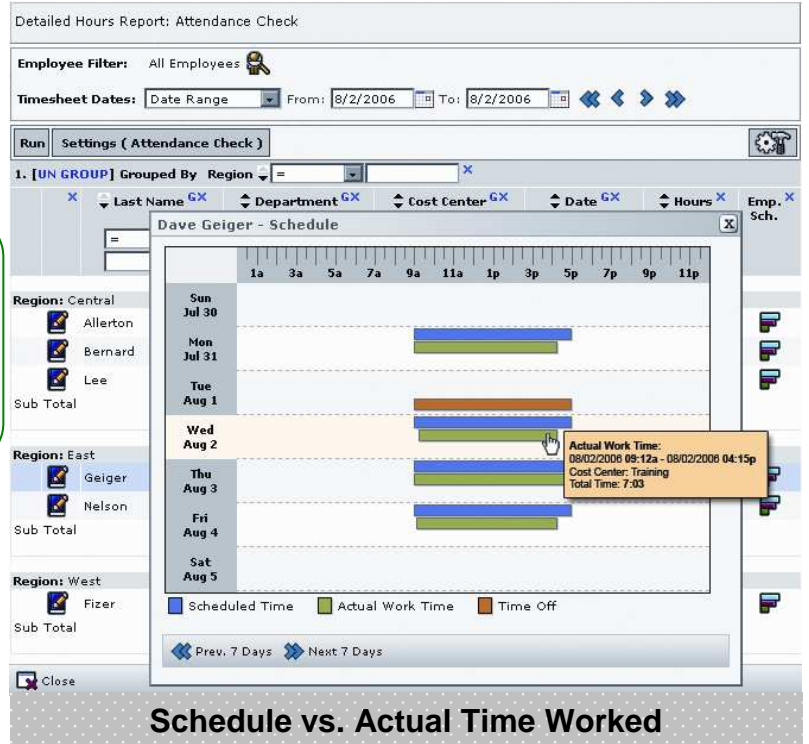 Detailed Hours Report: Attendance Check
Employee Filter: All Employees
Timesheet Dates: Date Range From: 8/2/2006 To: 8/2/2006
Run Settings ( Attendance Check )
1. [UN GROUP] Grouped By Region = X
X Last Name GX Department GX Cost Center GX Date GX Hours X Emp. X
Sch.
=
Dave Geiger - Schedule X
1a 3a 5a 7a 9a 11a 1p 3p 5p 7p 9p 11p
Sun
Jul 30
Mon
Jul 31
Tue
Aug 1
Wed
Aug 2
Thu
Aug 3
Fri
Aug 4
Sat
Aug 5
Actual Work Time:
08/02/2006 09:12a - 08/02/2006 04:15p
Cost Center: Training
Total Time: 7:03
Scheduled Time Actual Work Time Time Off
Prev. 7 Days Next 7 Days
Region: Central
Allerton
Bernard
Lee
Sub Total
Region: East
Geiger
Nelson
Sub Total
Region: West
Fizer
Sub Total
Close
Schedule vs. Actual Time Worked